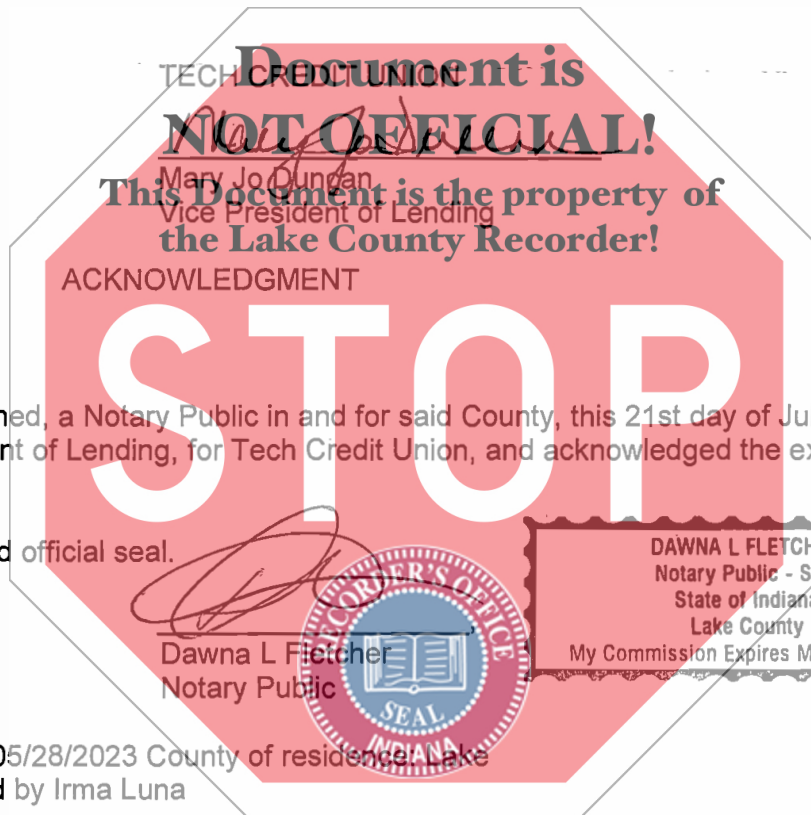 Document is
TECH CREDIT UNION
NOT OFFICIAL!
Mary Jo Dungan
This Document is the property of
Vice President of Lending
the Lake County Recorder!
ACKNOWLEDGMENT
STOP
ned, a Notary Public in and for said County, this 21st day of Ju
nt of Lending, for Tech Credit Union, and acknowledged the ex
d official seal.
DAWNA L FLETCH
Notary Public - S
State of Indiana
Lake County
My Commission Expires M
RECORDER'S OFFICE
SEAL
INDIANA
Dawna L Fletcher
Notary Public
05/28/2023 County of residence: Lake
d by Irma Luna